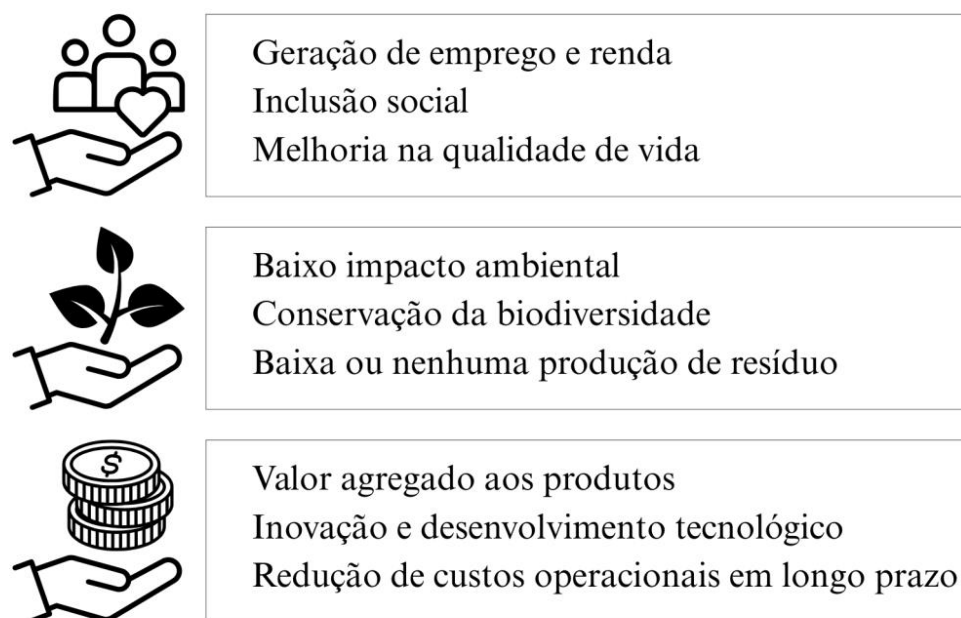 Geração de emprego e renda
Inclusão social
Melhoria na qualidade de vida
Baixo impacto ambiental
Conservação da biodiversidade
Baixa ou nenhuma produção de resíduo
$
Valor agregado aos produtos
Inovação e desenvolvimento tecnológico
Redução de custos operacionais em longo prazo